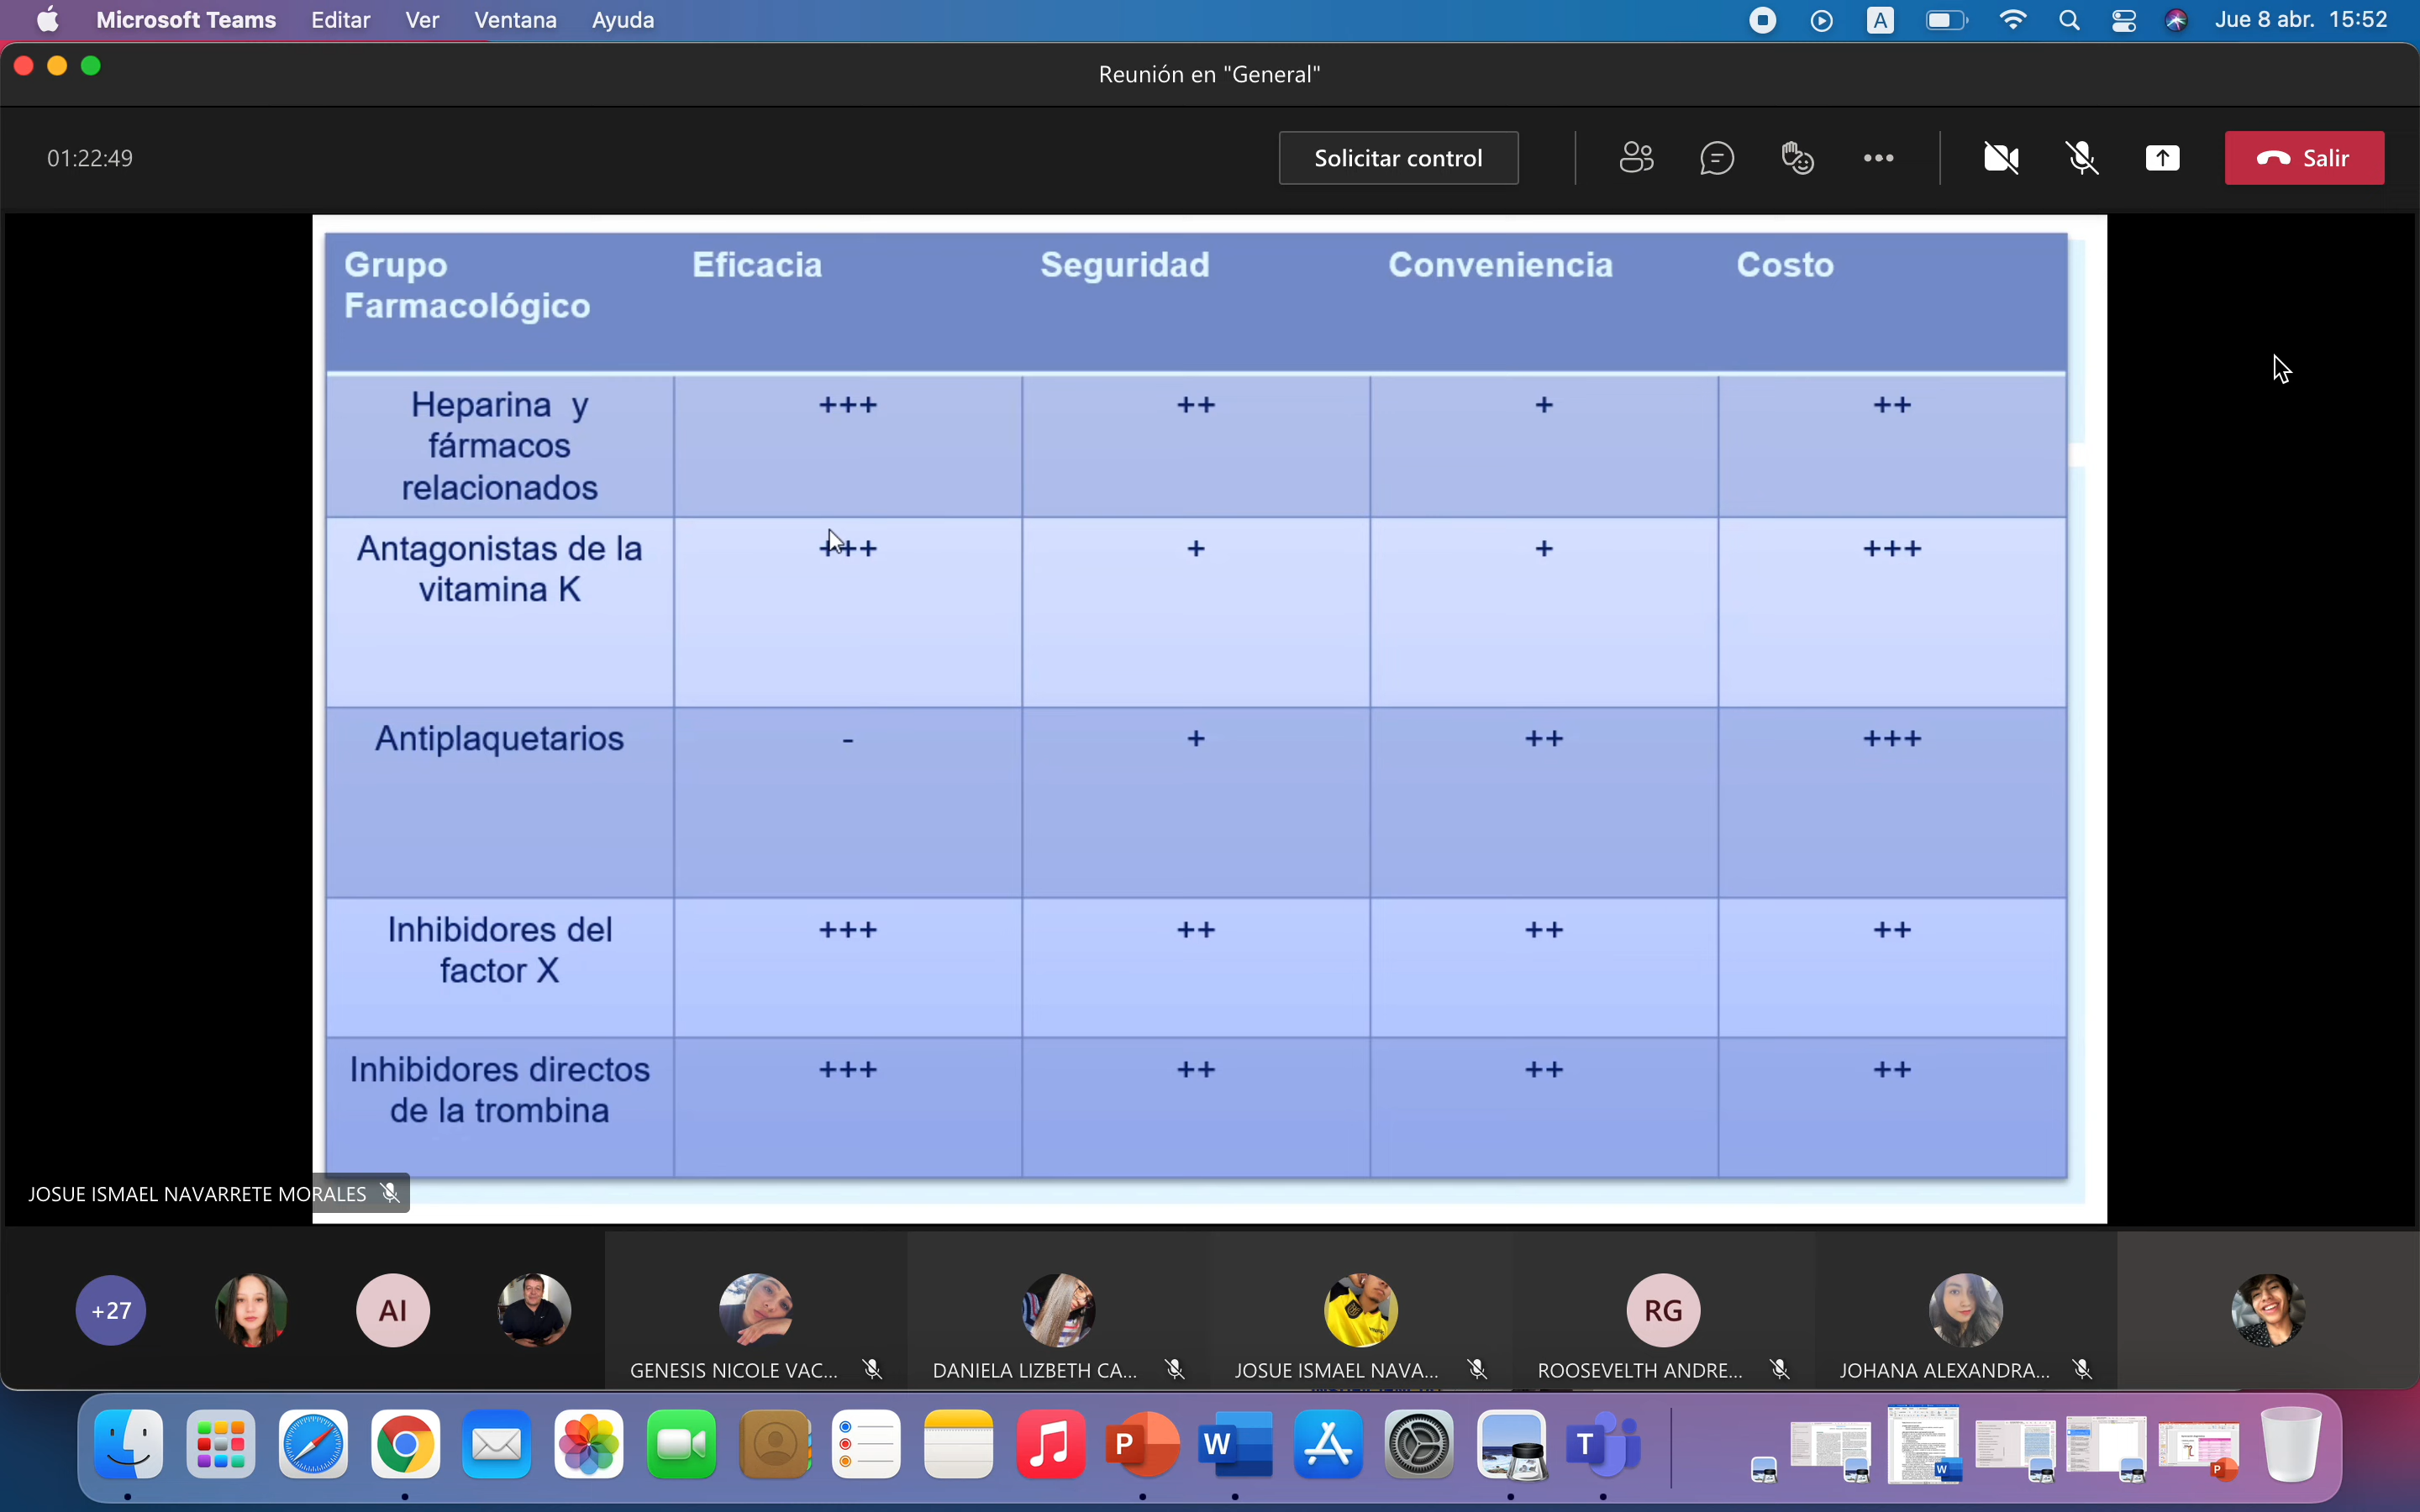 Microsoft Teams Editar Ver Ventana Ayuda A Jue 8 abr. 15:52
Reunión en "General"
01:22:49 Solicitar control Salir
Grupo Farmacológico Eficacia Seguridad Conveniencia Costo
Heparina y fármacos relacionados +++ ++ + ++
Antagonistas de la vitamina K +++ + + +++
Antiplaquetarios - + ++ +++
Inhibidores del factor X +++ ++ ++ ++
Inhibidores directos de la trombina +++ ++ ++ ++
JOSUE ISMAEL NAVARRETE MORALES
+27 AI RG
GENESIS NICOLE VAC... DANIELA LIZBETH CA... JOSUE ISMAEL NAVA... ROOSEVELTH ANDRE... JOHANA ALEXANDRA...
P W T W P